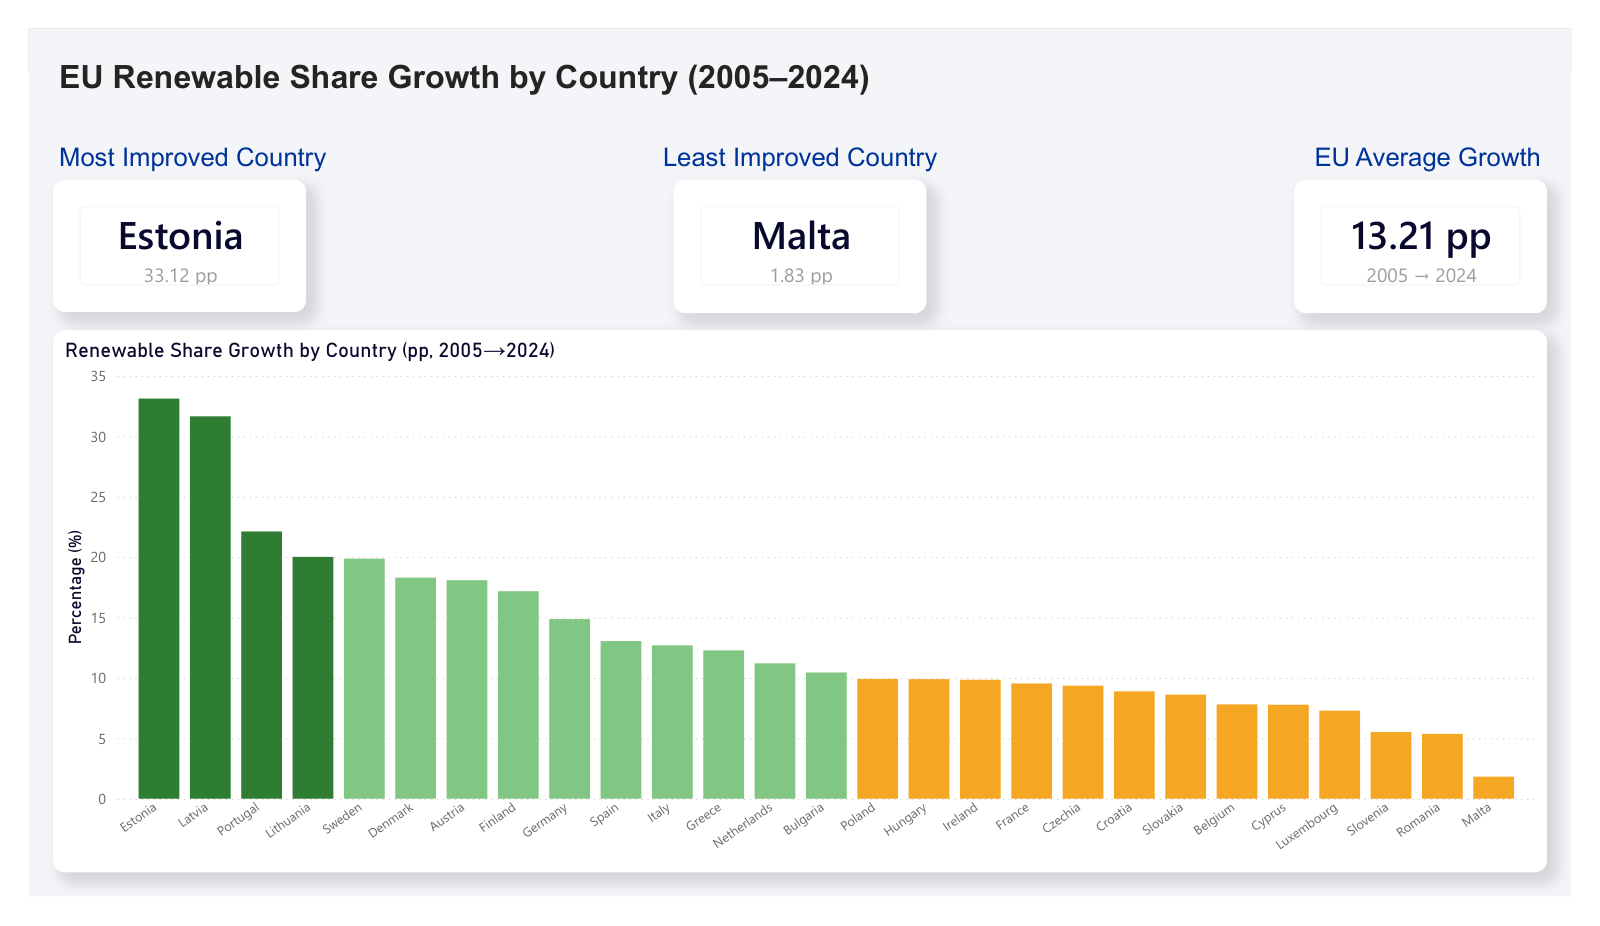 EU Renewable Share Growth by Country (2005–2024)
Most Improved Country
Least Improved Country
EU Average Growth
Estonia
33.12 pp
Malta
1.83 pp
13.21 pp
2005 → 2024
Renewable Share Growth by Country (pp, 2005→2024)
Percentage (%)
35
30
25
20
15
10
5
0
Estonia
Latvia
Portugal
Lithuania
Sweden
Denmark
Austria
Finland
Germany
Spain
Italy
Greece
Netherlands
Bulgaria
Poland
Hungary
Ireland
France
Czechia
Croatia
Slovakia
Belgium
Cyprus
Luxembourg
Slovenia
Romania
Malta